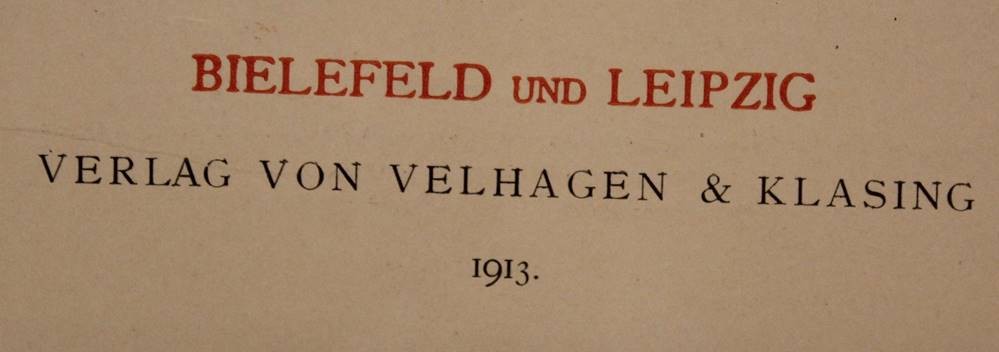 BIELEFELD UND LEIPZIG
VERLAG VON VELHAGEN & KLASING
1913.